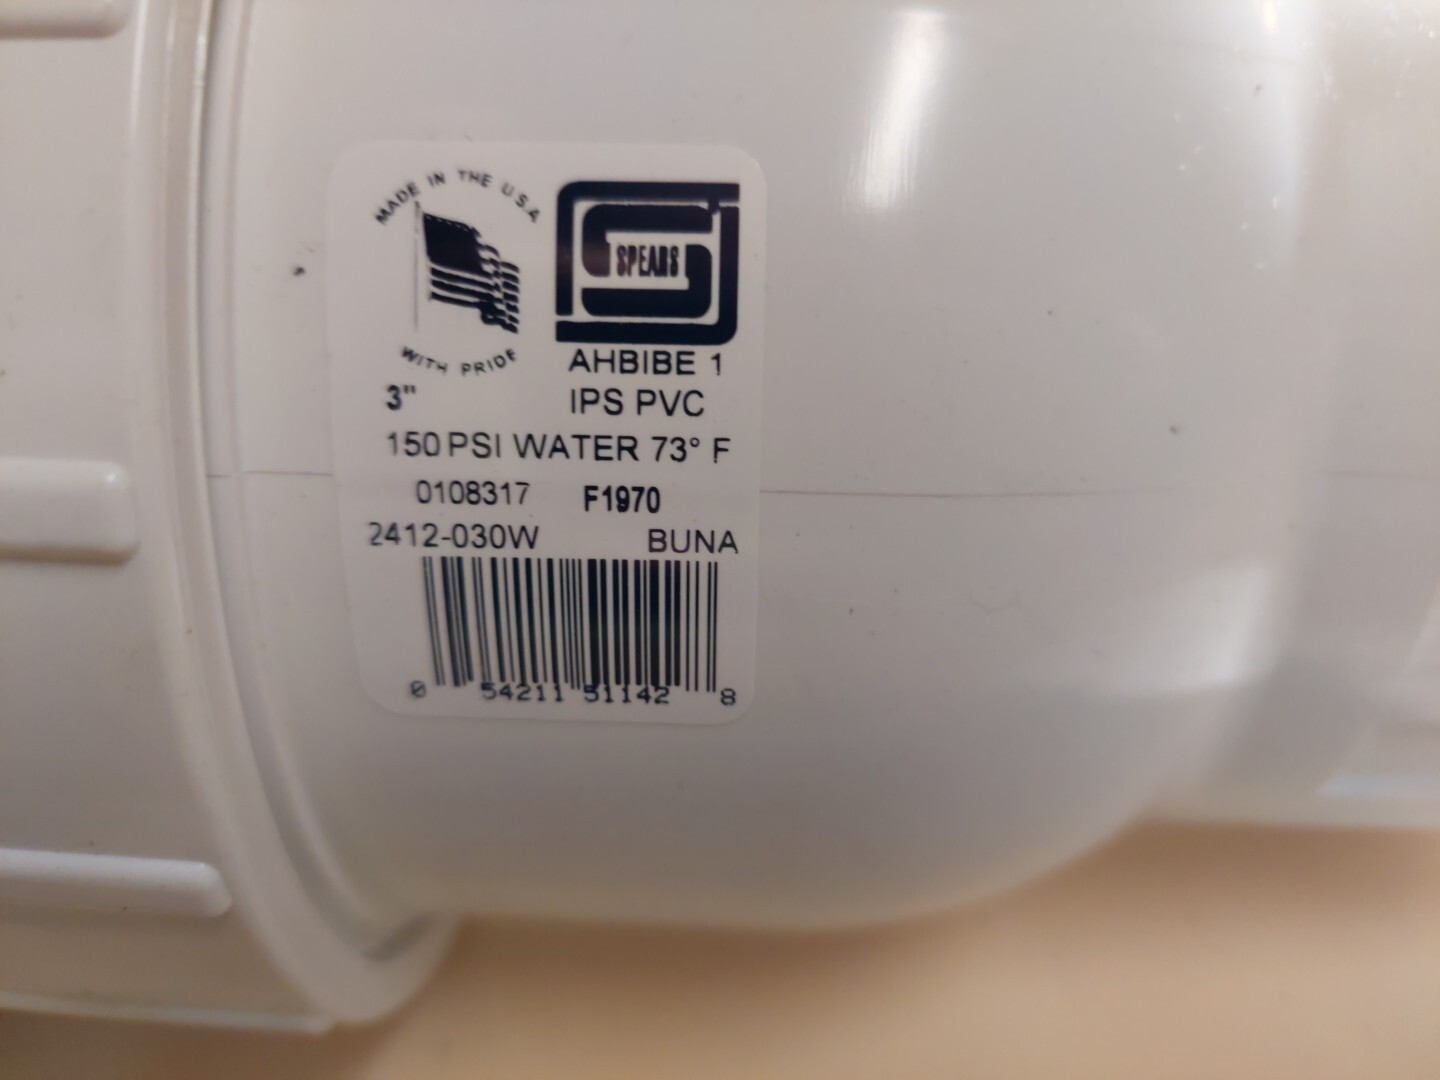 MADE IN THE U.S.A
WITH PRIDE
SPEARS
AHBIBE 1
3" IPS PVC
150 PSI WATER 73° F
0108317 F1970
2412-030W BUNA
0 54211 51142 8